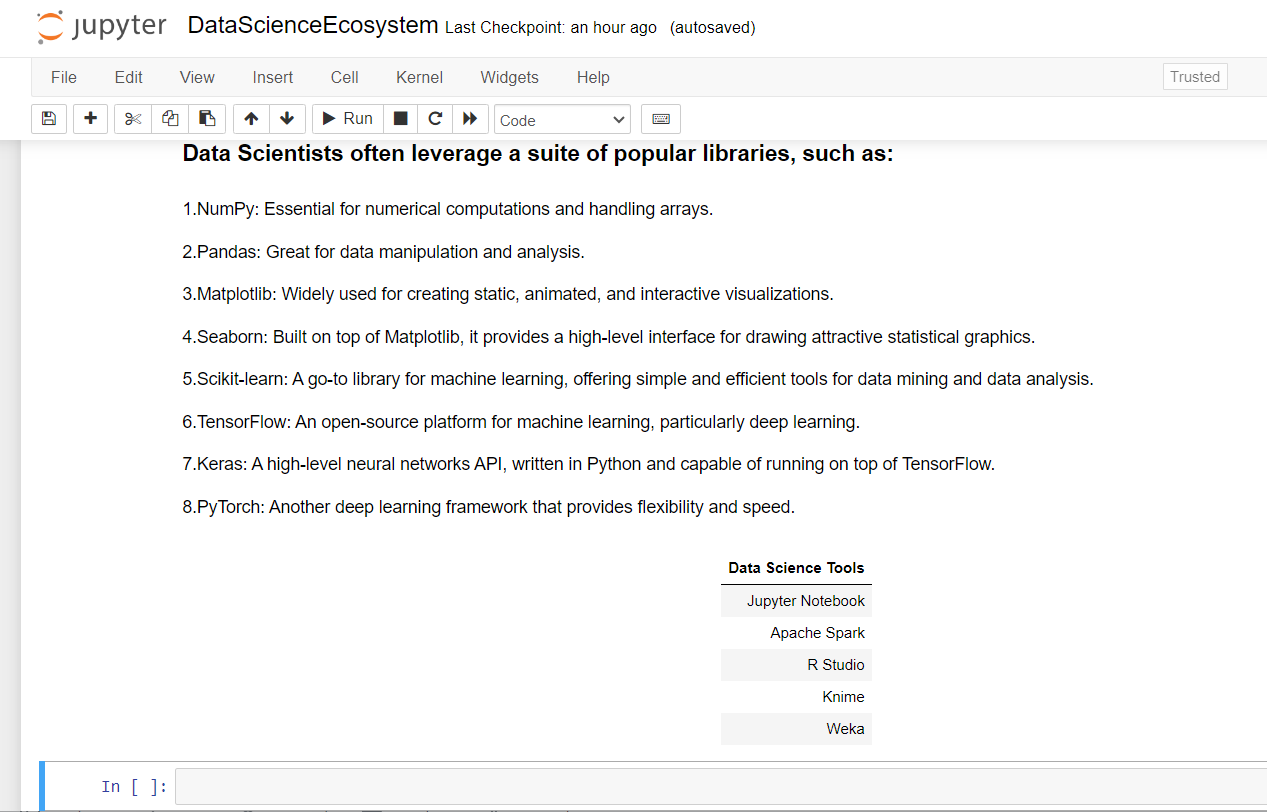 jupyter DataScienceEcosystem Last Checkpoint: an hour ago (autosaved)
File Edit View Insert Cell Kernel Widgets Help Trusted
Run Code
Data Scientists often leverage a suite of popular libraries, such as:
1.NumPy: Essential for numerical computations and handling arrays.
2.Pandas: Great for data manipulation and analysis.
3.Matplotlib: Widely used for creating static, animated, and interactive visualizations.
4.Seaborn: Built on top of Matplotlib, it provides a high-level interface for drawing attractive statistical graphics.
5.Scikit-learn: A go-to library for machine learning, offering simple and efficient tools for data mining and data analysis.
6.TensorFlow: An open-source platform for machine learning, particularly deep learning.
7.Keras: A high-level neural networks API, written in Python and capable of running on top of TensorFlow.
8.PyTorch: Another deep learning framework that provides flexibility and speed.
Data Science Tools
Jupyter Notebook
Apache Spark
R Studio
Knime
Weka
In [ ]: